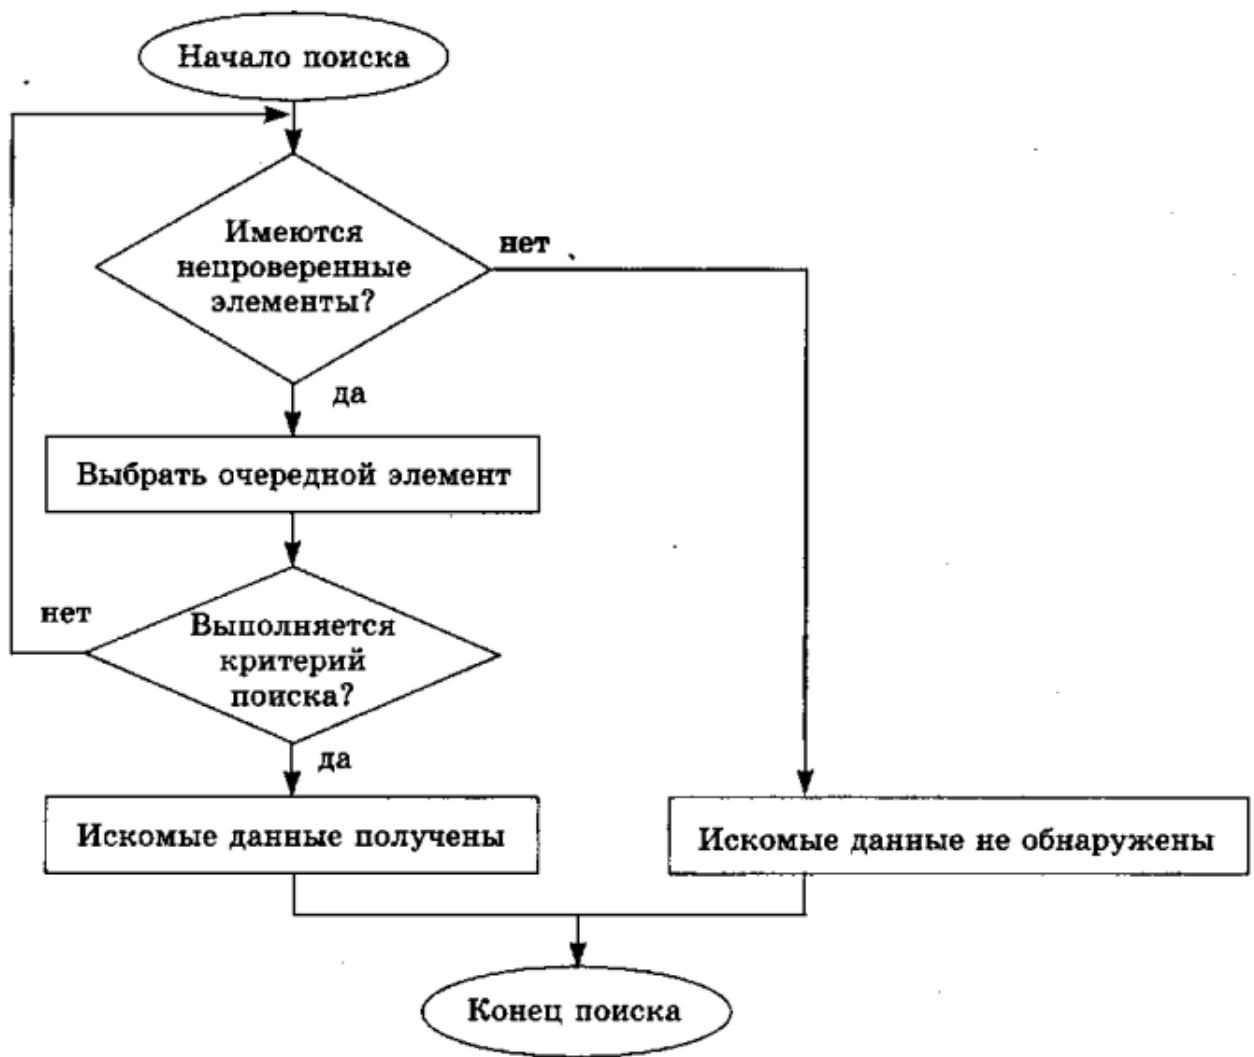 Начало поиска
Имеются
непроверенные
элементы?
нет
да
Выбрать очередной элемент
нет
Выполняется
критерий
поиска?
да
Искомые данные получены
Искомые данные не обнаружены
Конец поиска